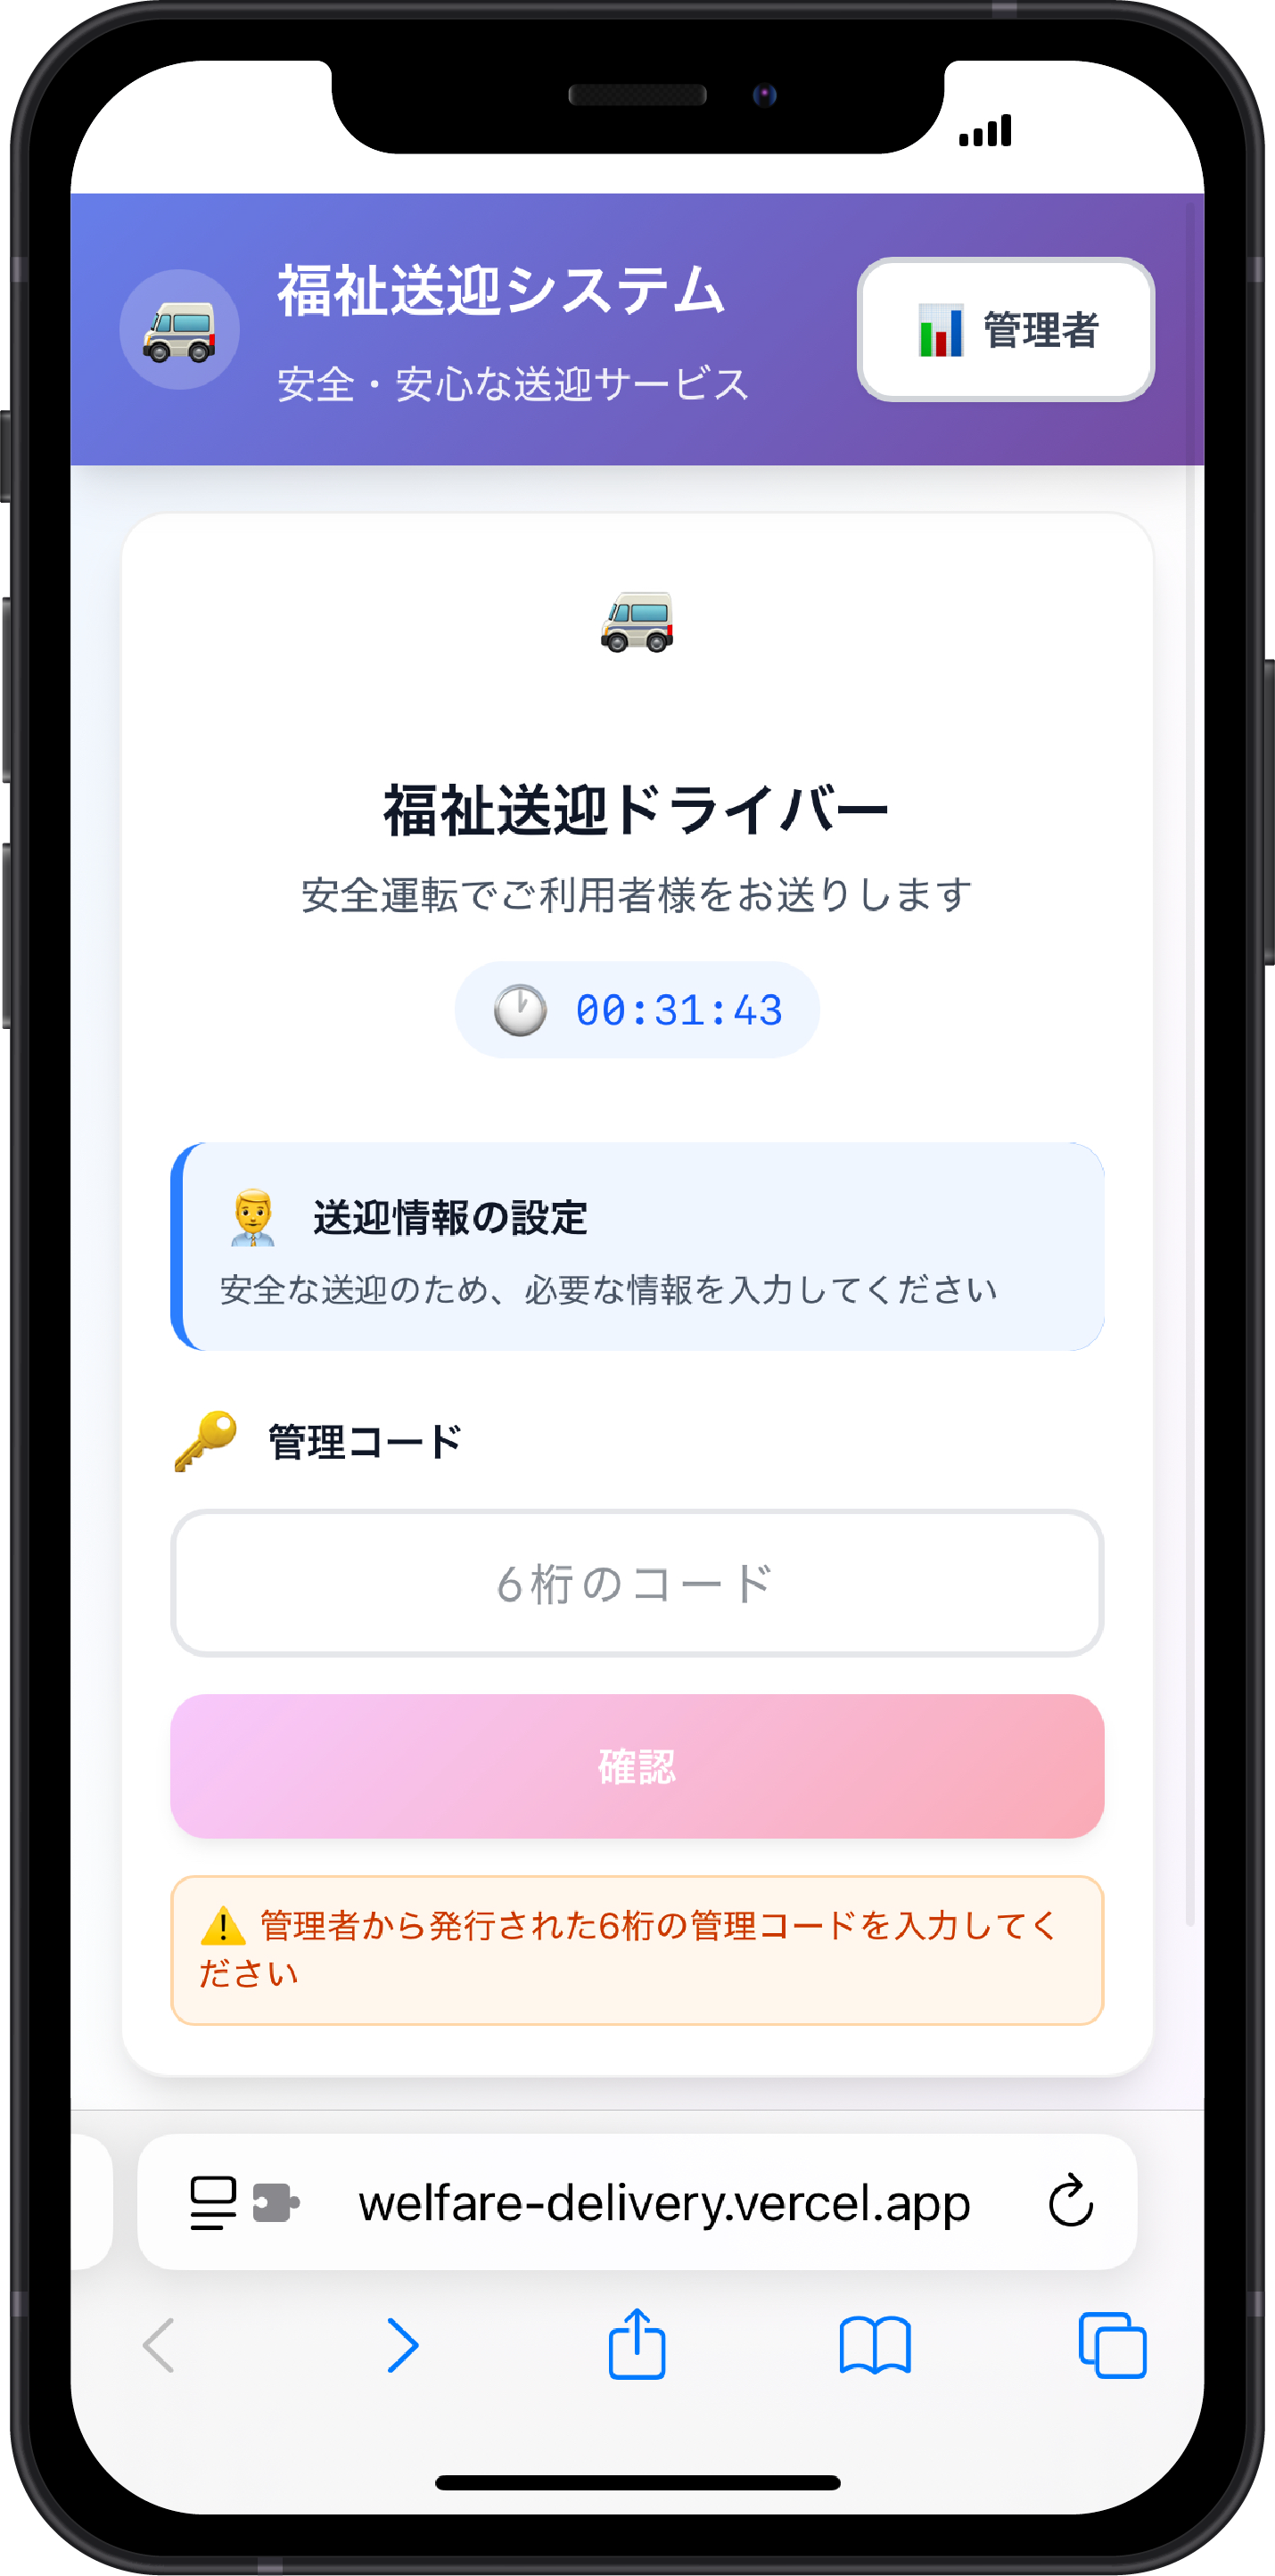 福祉送迎システム
安全・安心な送迎サービス
管理者
福祉送迎ドライバー
安全運転でご利用者様をお送りします
00:31:43
送迎情報の設定
安全な送迎のため、必要な情報を入力してください
管理コード
6桁のコード
確認
管理者から発行された6桁の管理コードを入力してく
ださい
welfare-delivery.vercel.app